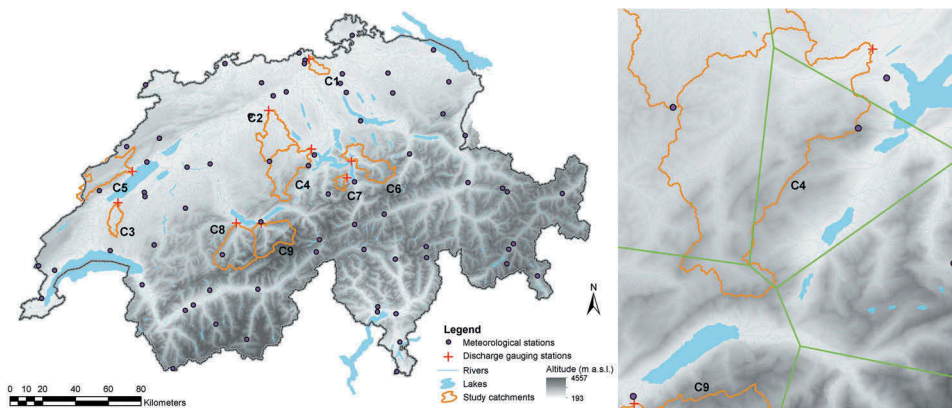 C1
C2
C4
C5
C6
C7
C3
C8
C9
N
Legend
Meteorological stations
Discharge gauging stations
Rivers
Lakes
Study catchments
Altitude (m a.s.l.)
4557
193
0 10 20 40 60 80
Kilometers
C4
C9